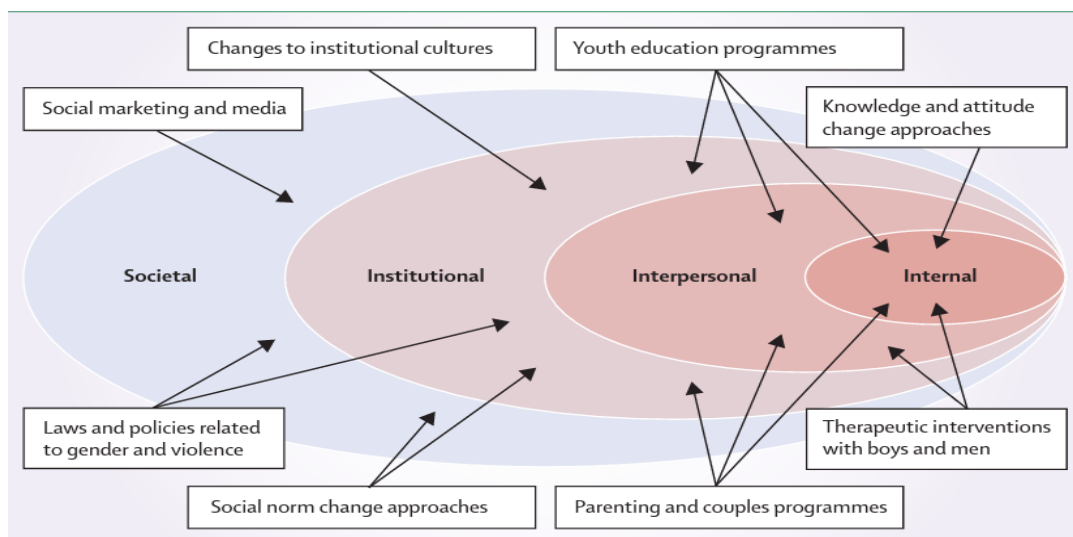 Changes to institutional cultures
Youth education programmes
Social marketing and media
Knowledge and attitude
change approaches
Societal
Institutional
Interpersonal
Internal
Laws and policies related
to gender and violence
Therapeutic interventions
with boys and men
Social norm change approaches
Parenting and couples programmes